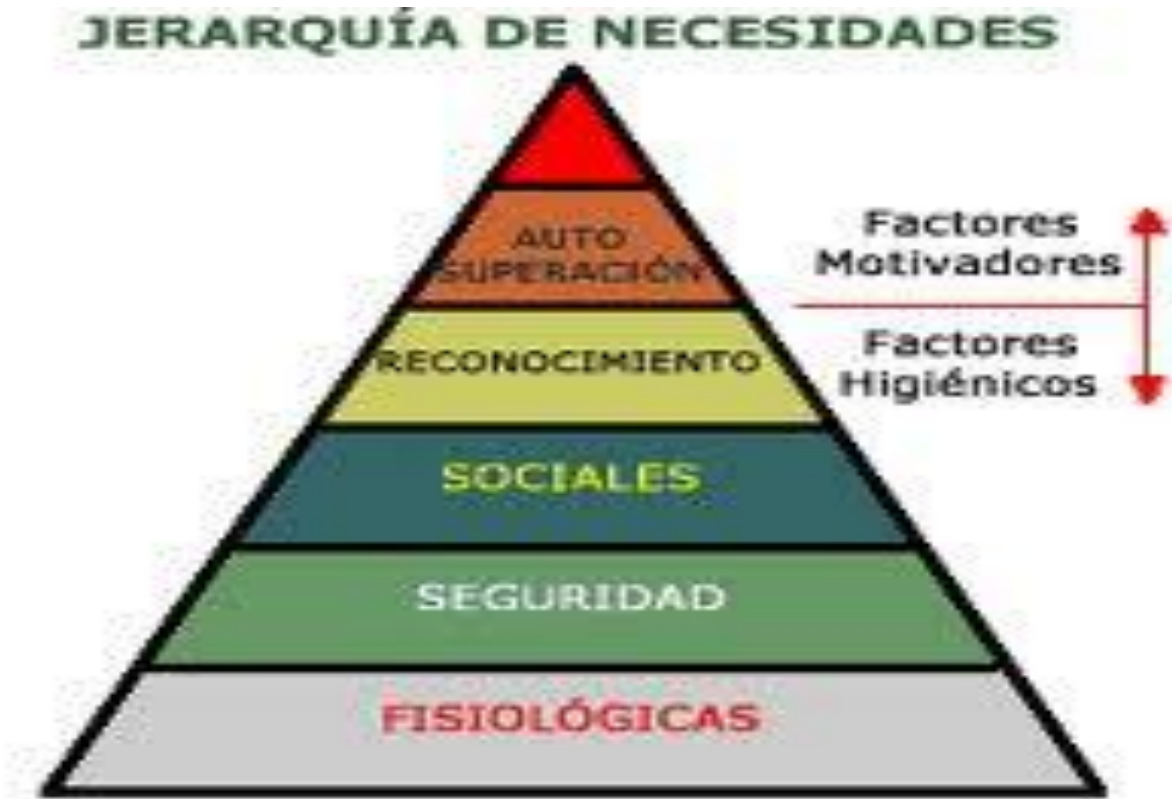 JERARQUÍA DE NECESIDADES
AUTO
SUPERACIÓN
Factores
Motivadores
RECONOCIMIENTO
Factores
Higiénicos
SOCIALES
SEGURIDAD
FISIOLÓGICAS